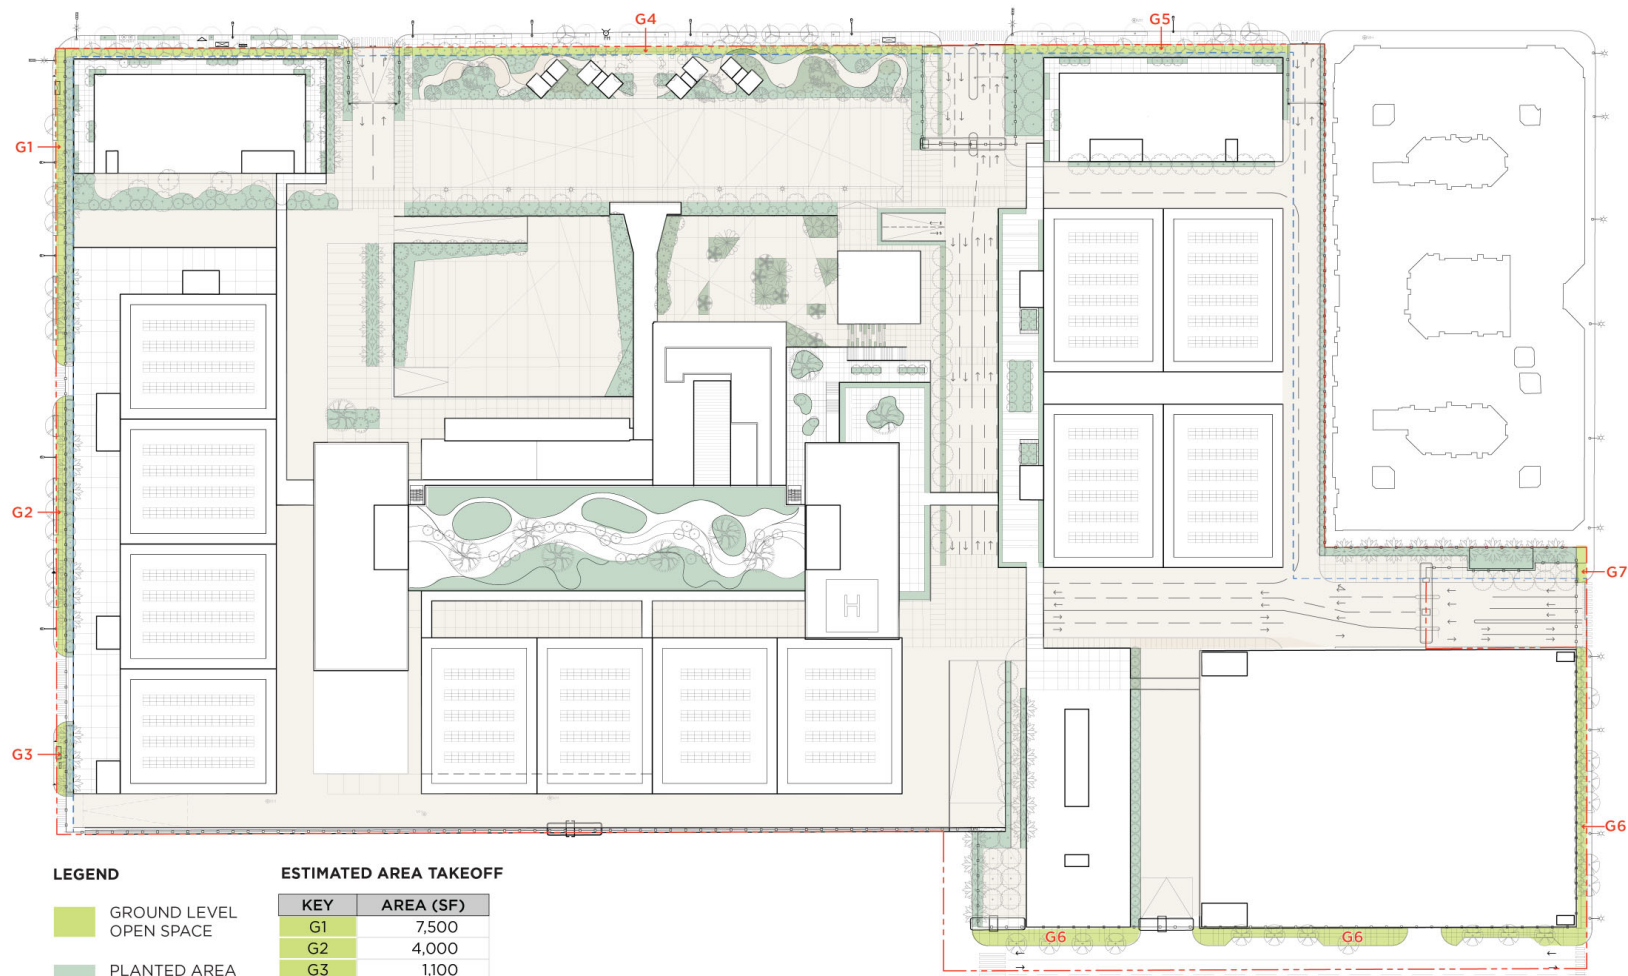 G4
G5
G1
G2
G7
G3
H
G6
G6
G6
LEGEND
GROUND LEVEL
OPEN SPACE
PLANTED AREA
ESTIMATED AREA TAKEOFF
KEY AREA (SF)
G1 7,500
G2 4,000
G3 1,100